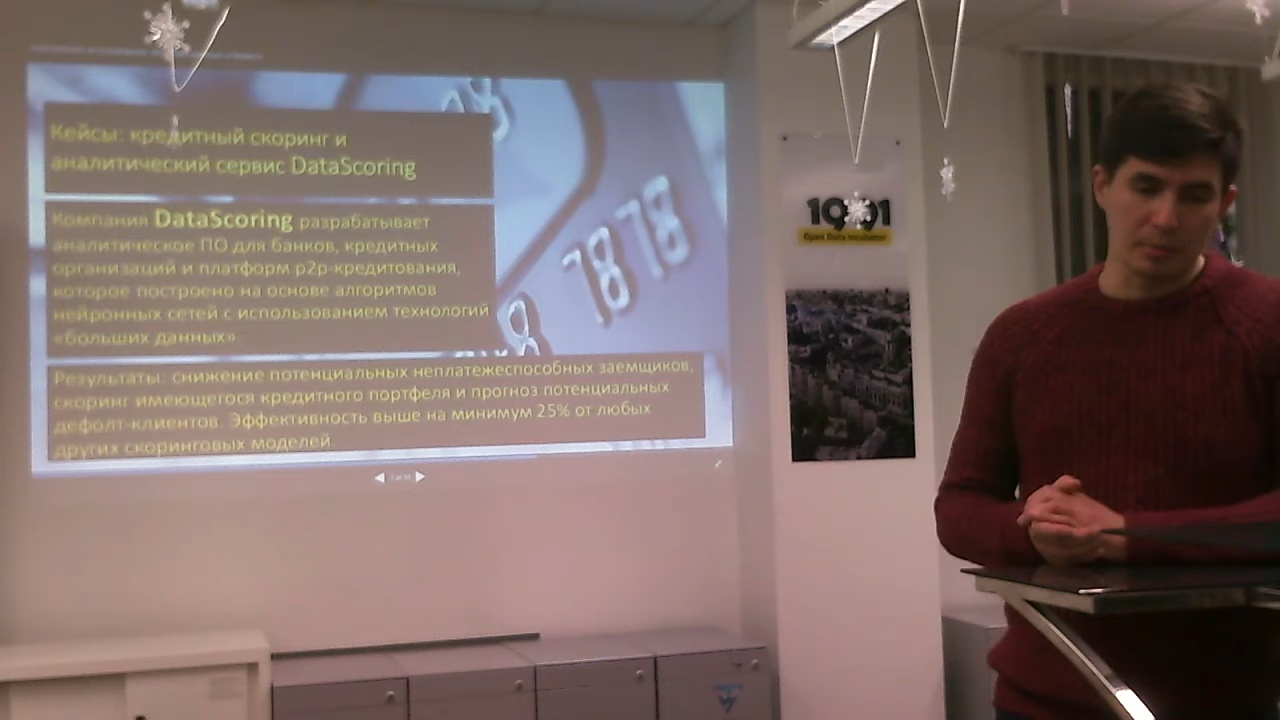 Кейсы: кредитный скоринг и
аналитический сервис DataScoring
Компания DataScoring разрабатывает
аналитическое ПО для банков, кредитных
организаций и платформ p2p-кредитования,
которое построено на основе алгоритмов
нейронных сетей с использованием технологий
«больших данных».
Результаты: снижение потенциальных неплатежеспособных заемщиков,
скоринг имеющегося кредитного портфеля и прогноз потенциальных
дефолт-клиентов. Эффективность выше на минимум 25% от любых
других скоринговых моделей.
78 78
Open Data Incubator